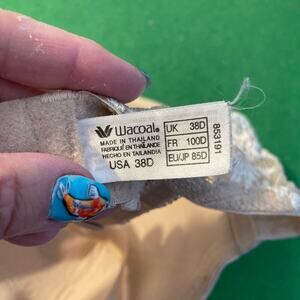 Wacoal®
MADE IN THAILAND
FABRIQUÉ EN THAÏLANDE
HECHO EN TAILANDIA
USA 38D
UK 38D
FR 100D
EU/JP 85D
853191